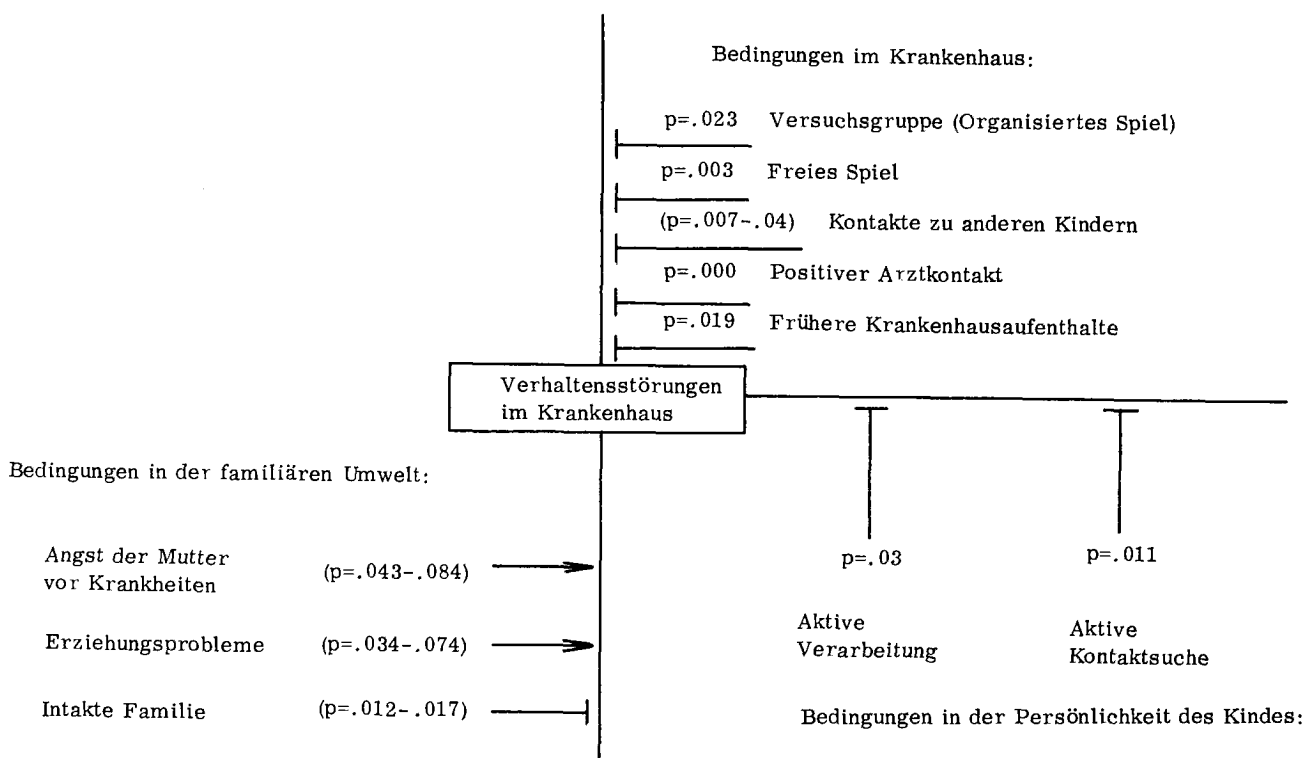 Bedingungen im Krankenhaus:
p=.023 Versuchsgruppe (Organisiertes Spiel)
p=.003 Freies Spiel
(p=.007-.04) Kontakte zu anderen Kindern
p=.000 Positiver Arztkontakt
p=.019 Frühere Krankenhausaufenthalte
Verhaltensstörungen
im Krankenhaus
Bedingungen in der familiären Umwelt:
Angst der Mutter
vor Krankheiten (p=.043-.084)
Erziehungsprobleme (p=.034-.074)
Intakte Familie (p=.012-.017)
p=.03
p=.011
Aktive
Verarbeitung
Aktive
Kontaktsuche
Bedingungen in der Persönlichkeit des Kindes: